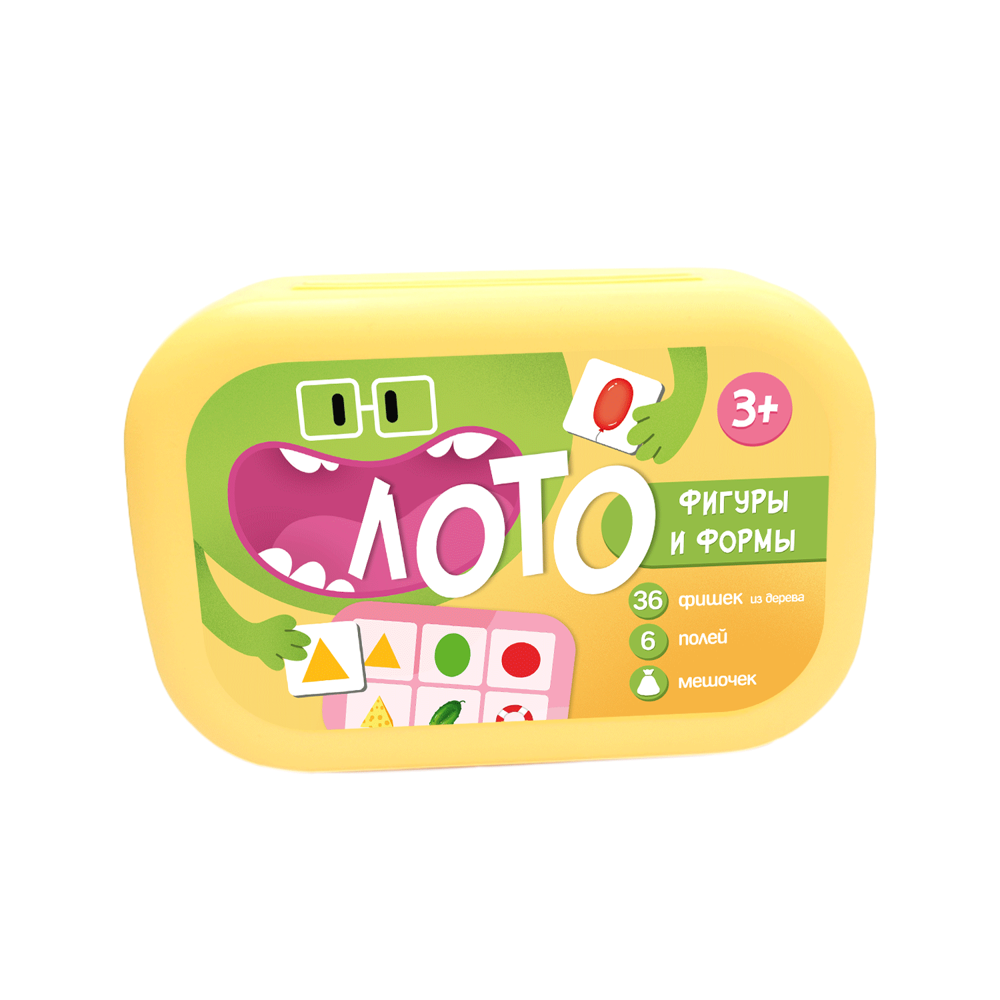 ЛОТО
3+
ФИГУРЫ
И ФОРМЫ
36 фишек из дерева
6 полей
мешочек